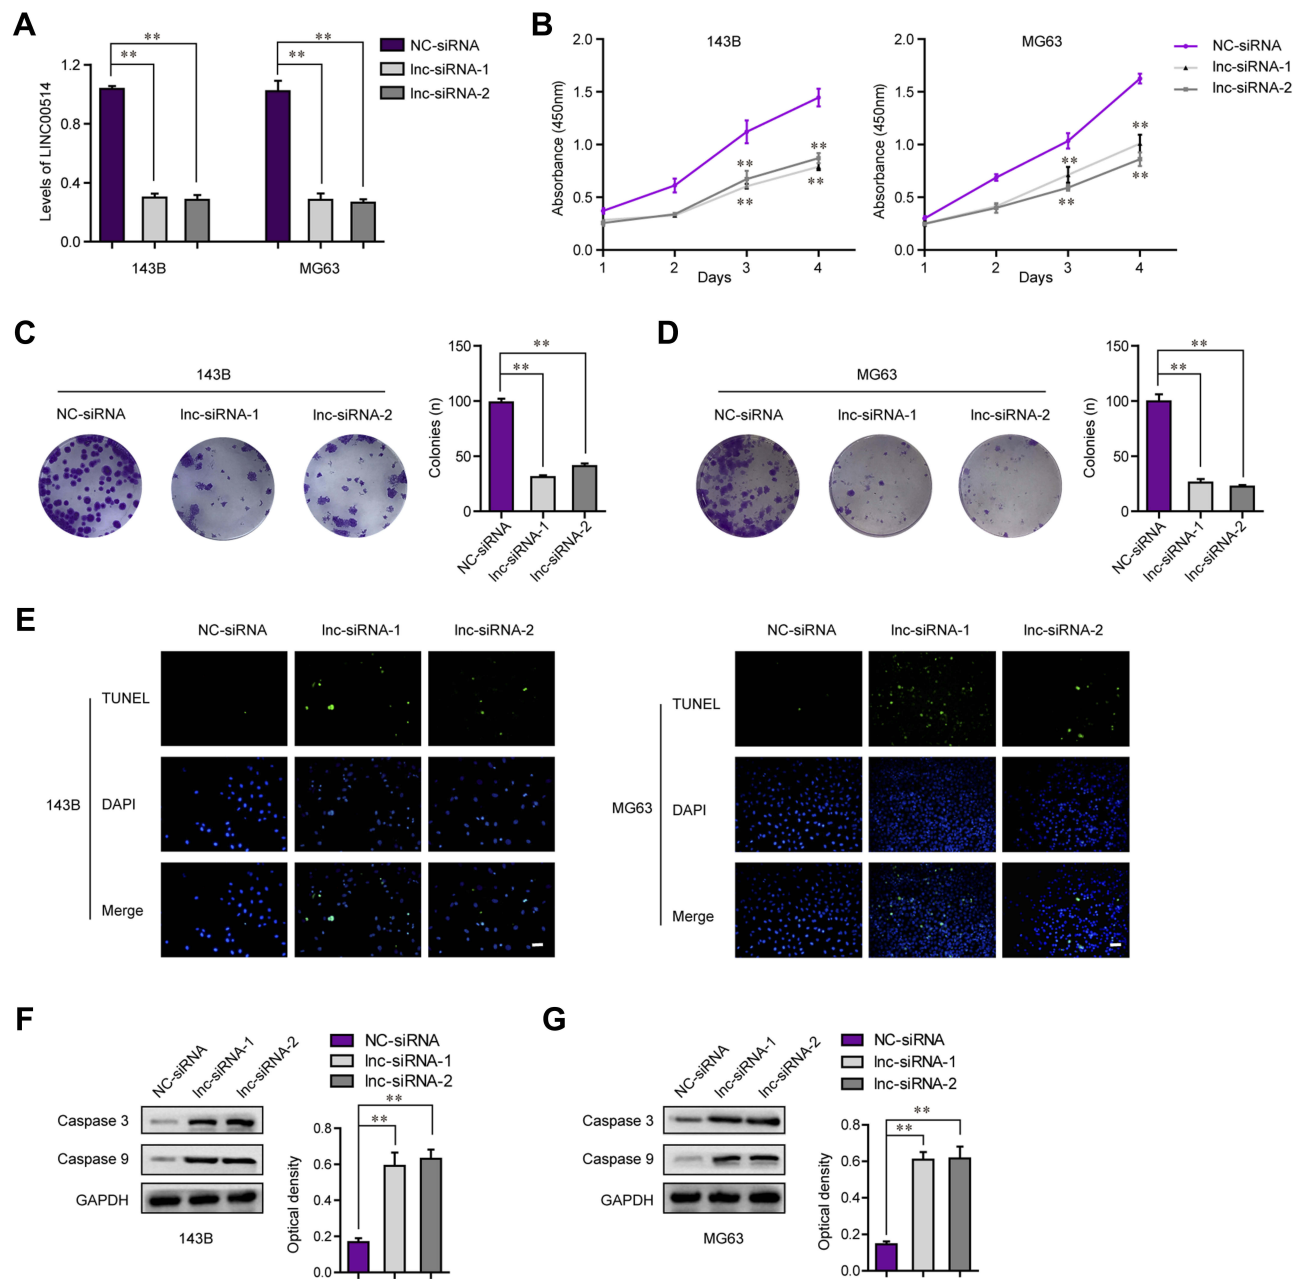 A
Levels of LINC00514
1.2
0.8
0.4
0.0
** ** ** **
143B MG63
NC-siRNA
lnc-siRNA-1
lnc-siRNA-2
B
143B
Absorbance (450nm)
2.0
1.5
1.0
0.5
0.0
** **
** **
1 2 3 4
Days
MG63
Absorbance (450nm)
2.0
1.5
1.0
0.5
0.0
** **
** **
1 2 3 4
Days
NC-siRNA
lnc-siRNA-1
lnc-siRNA-2
C
143B
NC-siRNA lnc-siRNA-1 lnc-siRNA-2
Colonies (n)
150
100
50
0
**
**
NC-siRNA
lnc-siRNA-1
lnc-siRNA-2
D
MG63
NC-siRNA lnc-siRNA-1 lnc-siRNA-2
Colonies (n)
150
100
50
0
**
**
NC-siRNA
lnc-siRNA-1
lnc-siRNA-2
E
NC-siRNA lnc-siRNA-1 lnc-siRNA-2
143B
TUNEL
DAPI
Merge
NC-siRNA lnc-siRNA-1 lnc-siRNA-2
MG63
TUNEL
DAPI
Merge
F
NC-siRNA
lnc-siRNA-1
lnc-siRNA-2
Caspase 3
Caspase 9
GAPDH
143B
NC-siRNA
lnc-siRNA-1
lnc-siRNA-2
Optical density
0.8
0.6
0.4
0.2
0.0
**
**
G
NC-siRNA
lnc-siRNA-1
lnc-siRNA-2
Caspase 3
Caspase 9
GAPDH
MG63
NC-siRNA
lnc-siRNA-1
lnc-siRNA-2
Optical density
0.8
0.6
0.4
0.2
0.0
**
**